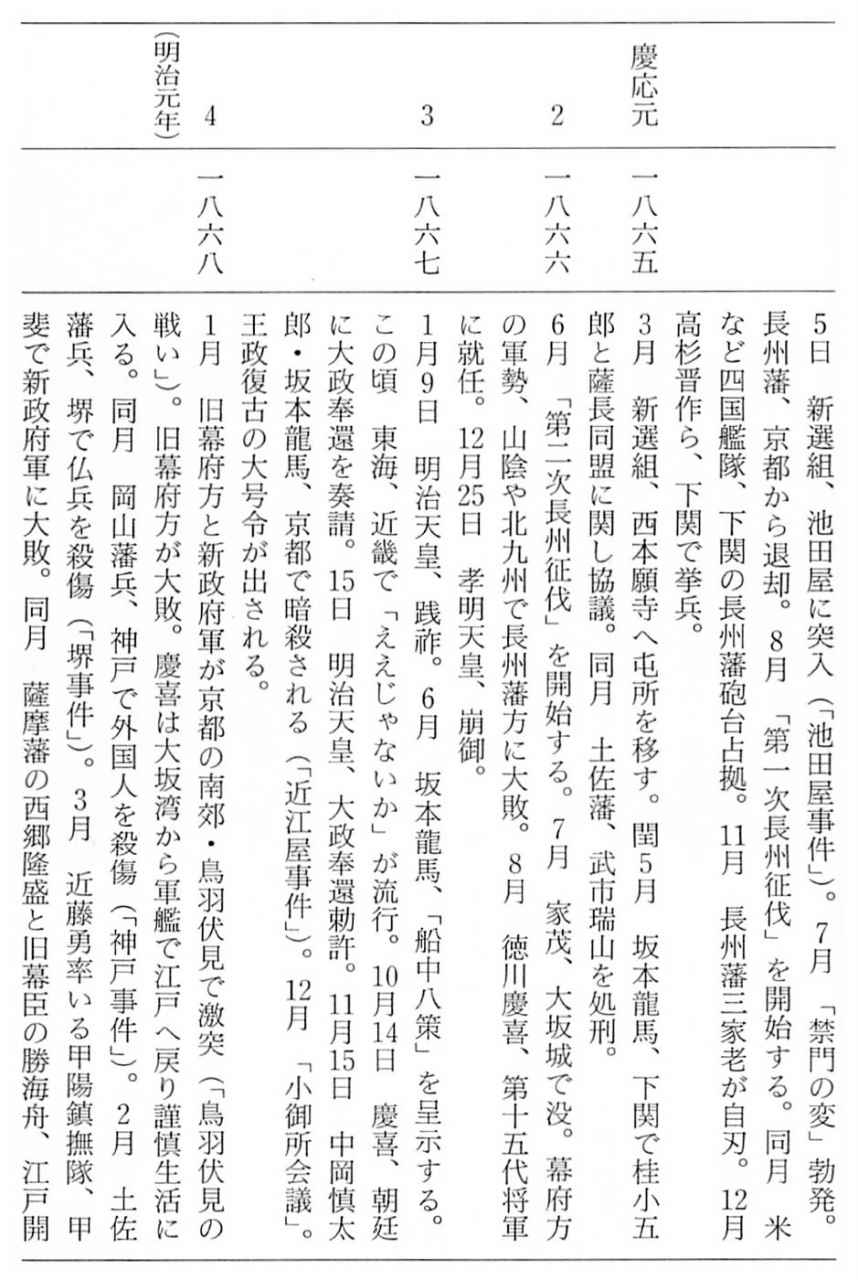 5日　新選組、池田屋に突入（「池田屋事件」）。7月　「禁門の変」勃発。
長州藩、京都から退却。8月　「第一次長州征伐」を開始する。同月　米
など四国艦隊、下関の長州藩砲台占拠。11月　長州藩三家老が自刃。12月
高杉晋作ら、下関で挙兵。
慶応元
一八六五
3月　新選組、西本願寺へ屯所を移す。閏5月　坂本龍馬、下関で桂小五
郎と薩長同盟に関し協議。同月　土佐藩、武市瑞山を処刑。
2
一八六六
6月　「第二次長州征伐」を開始する。7月　家茂、大坂城で没。幕府方
の軍勢、山陰や北九州で長州藩方に大敗。8月　徳川慶喜、第十五代将軍
に就任。12月25日　孝明天皇、崩御。
3
一八六七
1月9日　明治天皇、践祚。6月　坂本龍馬、「船中八策」を呈示する。
この頃　東海、近畿で「ええじゃないか」が流行。10月14日　慶喜、朝廷
に大政奉還を奏請。15日　明治天皇、大政奉還勅許。11月15日　中岡慎太
郎・坂本龍馬、京都で暗殺される（「近江屋事件」）。12月　「小御所会議」。
王政復古の大号令が出される。
4
（明治元年）
一八六八
1月　旧幕府方と新政府軍が京都の南郊・鳥羽伏見で激突（「鳥羽伏見の
戦い」）。旧幕府方が大敗。慶喜は大坂湾から軍艦で江戸へ戻り謹慎生活に
入る。同月　岡山藩兵、神戸で外国人を殺傷（「神戸事件」）。2月　土佐
藩兵、堺で仏兵を殺傷（「堺事件」）。3月　近藤勇率いる甲陽鎮撫隊、甲
斐で新政府軍に大敗。同月　薩摩藩の西郷隆盛と旧幕臣の勝海舟、江戸開